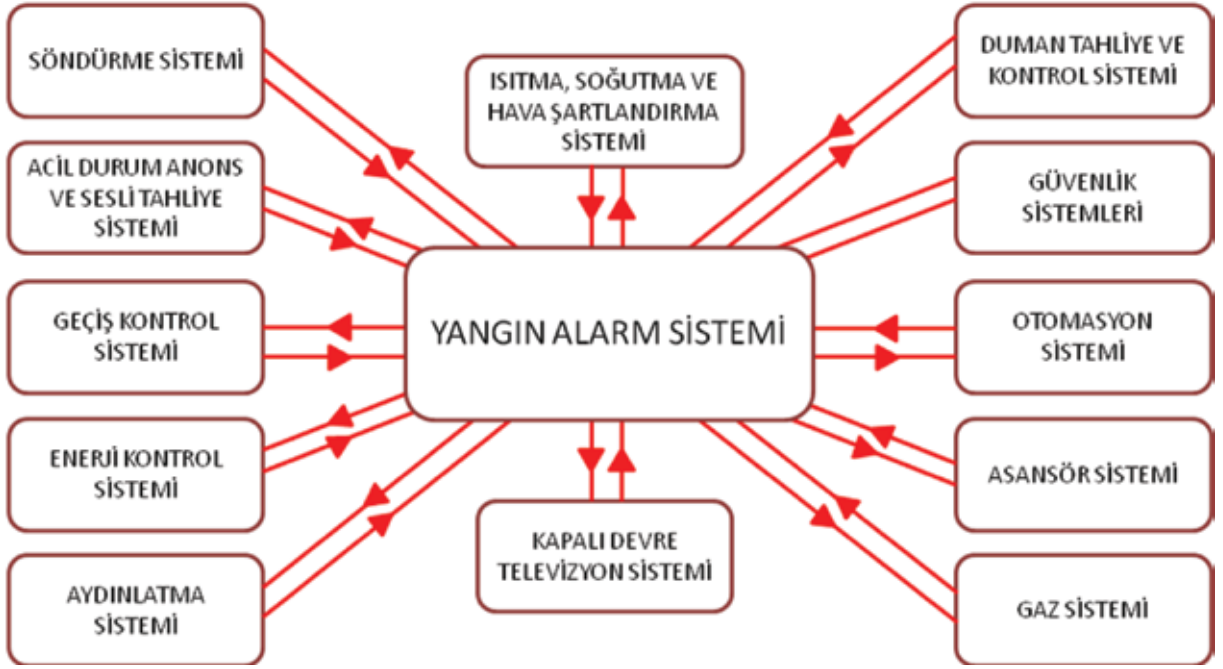 SÖNDÜRME SİSTEMİ
ISITMA, SOĞUTMA VE
HAVA ŞARTLANDIRMA
SİSTEMİ
DUMAN TAHLİYE VE
KONTROL SİSTEMİ
ACİL DURUM ANONS
VE SESLİ TAHLİYE
SİSTEMİ
GÜVENLİK
SİSTEMLERİ
GEÇİŞ KONTROL
SİSTEMİ
YANGIN ALARM SİSTEMİ
OTOMASYON
SİSTEMİ
ENERJİ KONTROL
SİSTEMİ
ASANSÖR SİSTEMİ
KAPALI DEVRE
TELEVİZYON SİSTEMİ
AYDINLATMA
SİSTEMİ
GAZ SİSTEMİ